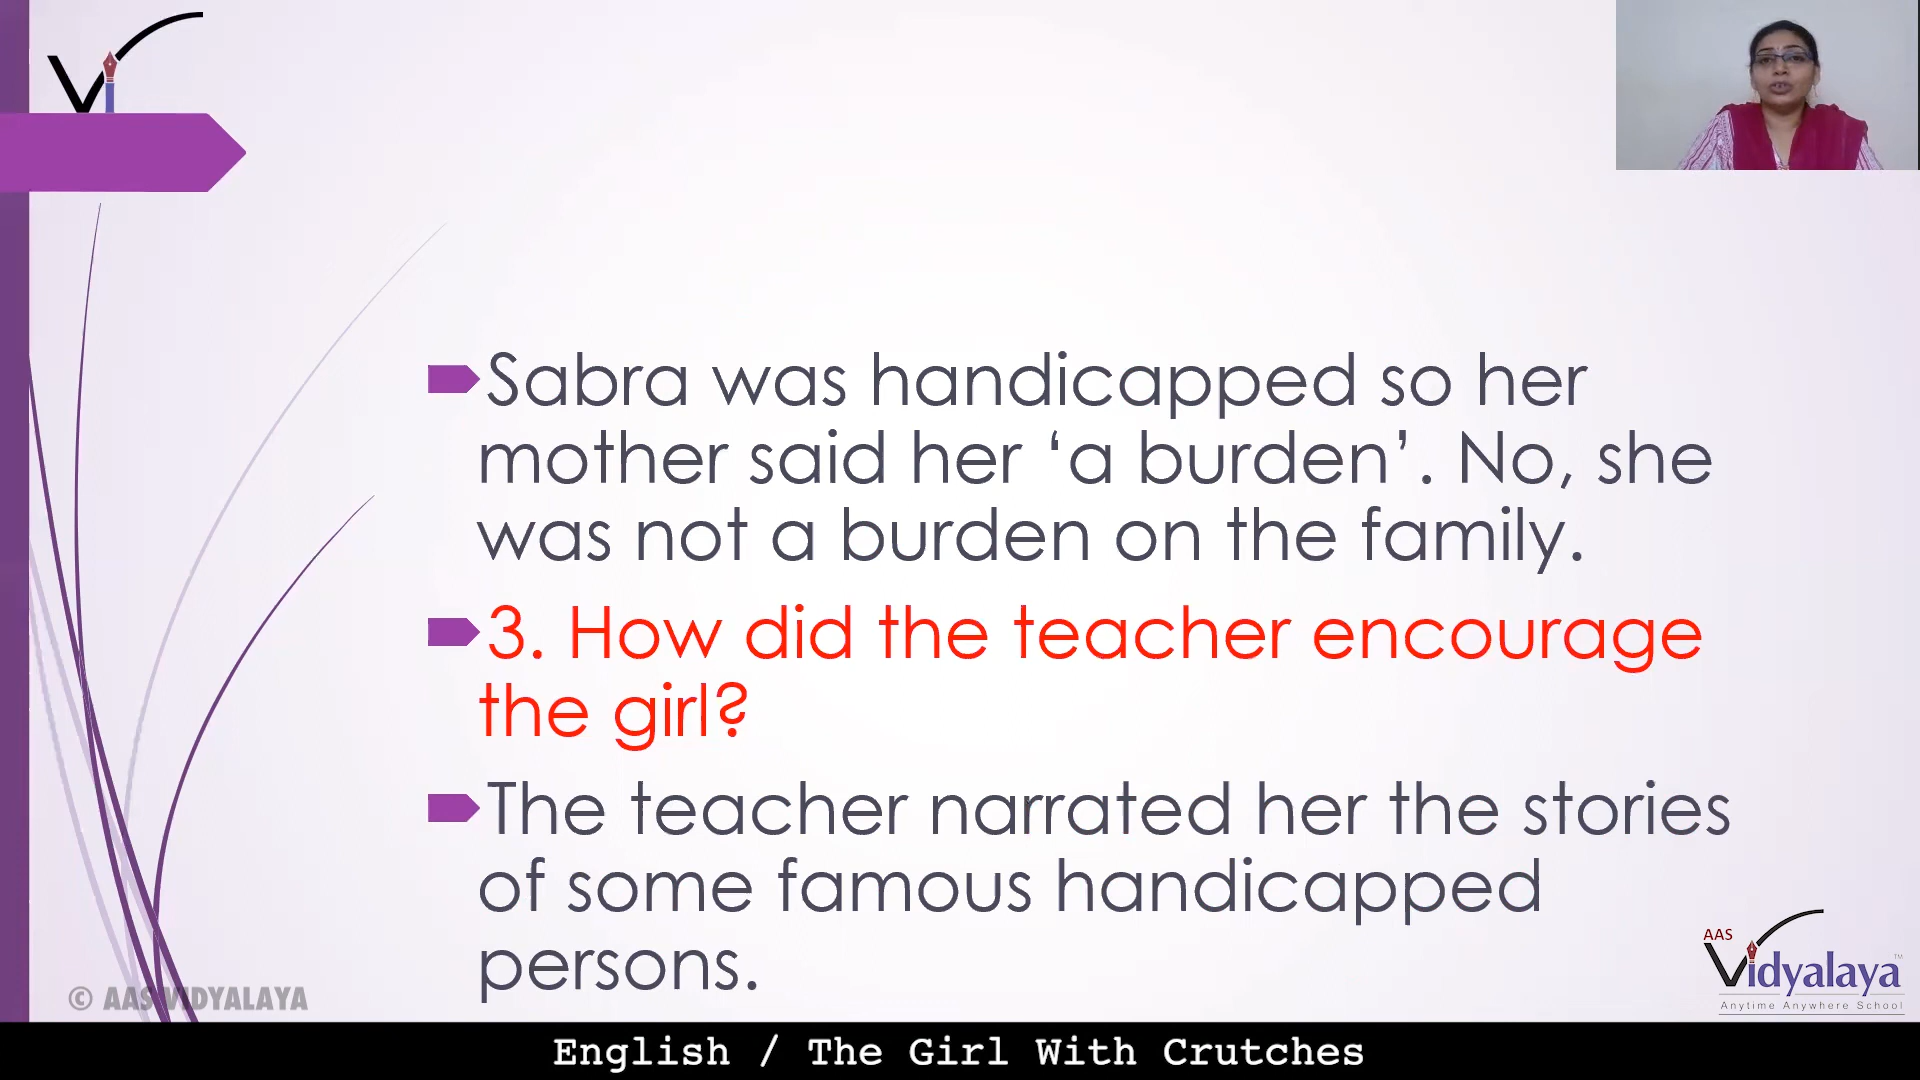 Vi
Sabra was handicapped so her
mother said her ‘a burden’. No, she
was not a burden on the family.
3. How did the teacher encourage
the girl?
The teacher narrated her the stories
of some famous handicapped
persons.
AAS
Vidyalaya™
Anytime Anywhere School
© AAS VIDYALAYA
English / The Girl With Crutches